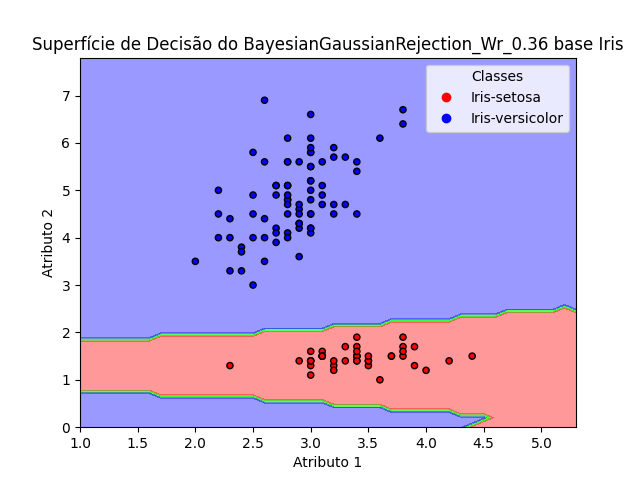 Superfície de Decisão do BayesianGaussianRejection_Wr_0.36 base Iris
Classes
Iris-setosa
Iris-versicolor
Atributo 2
7
6
5
4
3
2
1
0
1.0 1.5 2.0 2.5 3.0 3.5 4.0 4.5 5.0
Atributo 1